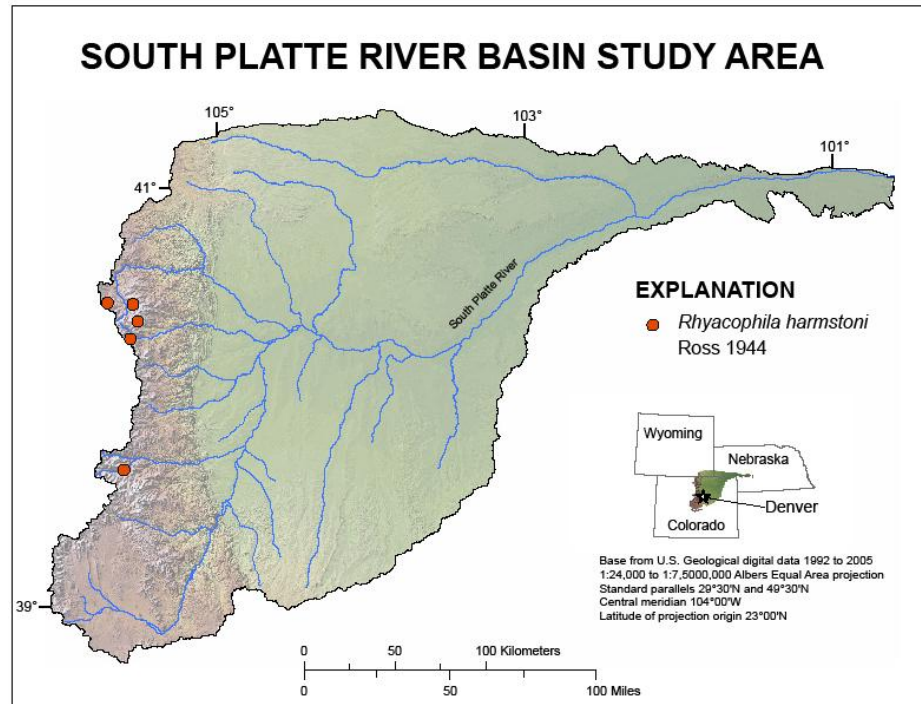 SOUTH PLATTE RIVER BASIN STUDY AREA
105°
103°
101°
41°
South Platte River
EXPLANATION
Rhyacophila harmstoni
Ross 1944
Wyoming
Nebraska
Denver
Colorado
Base from U.S. Geological digital data 1992 to 2005
1:24,000 to 1:7,5000,000 Albers Equal Area projection
Standard parallels 29°30'N and 49°30'N
Central meridian 104°00'W
Latitude of projection origin 23°00'N
39°
0 50 100 Kilometers
0 50 100 Miles